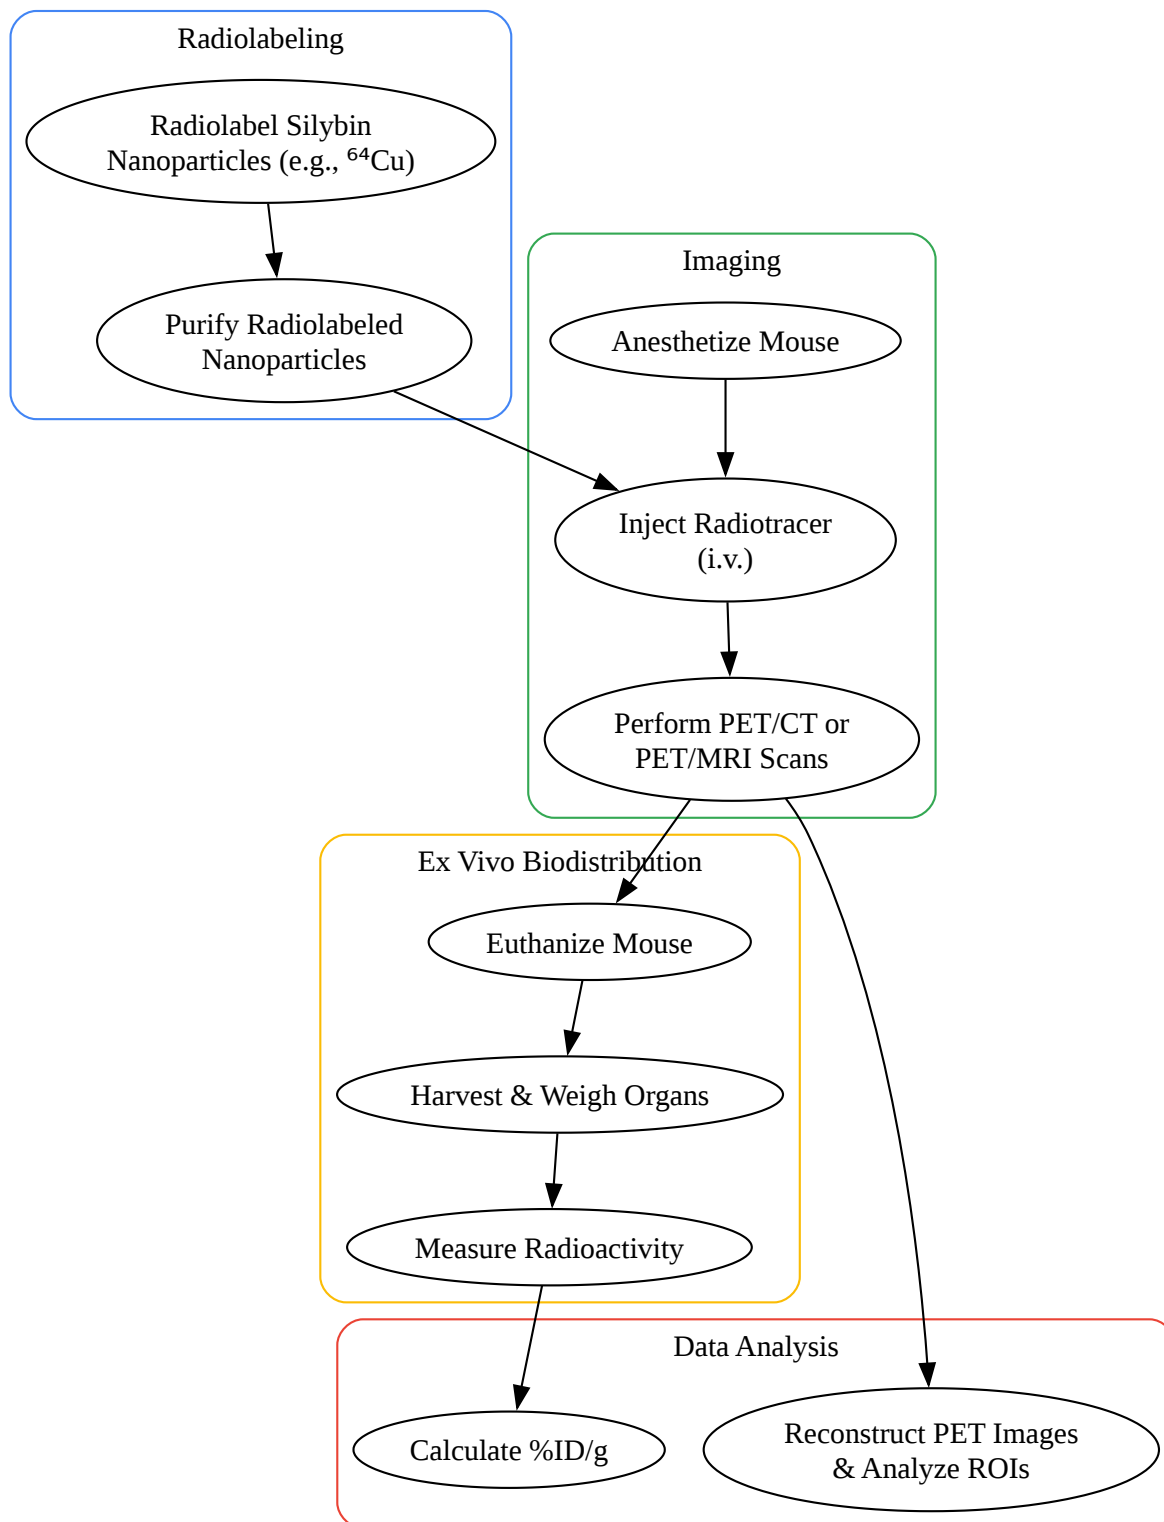 Radiolabeling
Radiolabel Silybin
Nanoparticles (e.g., ⁶⁴Cu)
Purify Radiolabeled
Nanoparticles
Imaging
Anesthetize Mouse
Inject Radiotracer
(i.v.)
Perform PET/CT or
PET/MRI Scans
Ex Vivo Biodistribution
Euthanize Mouse
Harvest & Weigh Organs
Measure Radioactivity
Data Analysis
Calculate %ID/g
Reconstruct PET Images
& Analyze ROIs